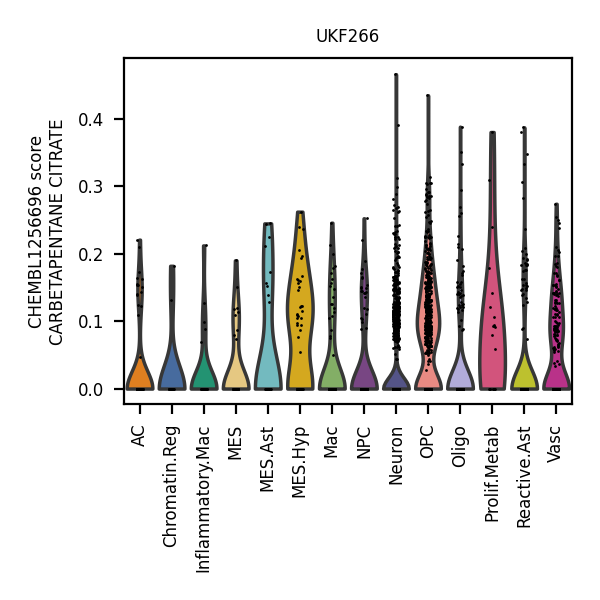 UKF266
CHEMBL1256696 score
CARBETAPENTANE CITRATE
0.4
0.3
0.2
0.1
0.0
AC
Chromatin.Reg
Inflammatory.Mac
MES
MES.Ast
MES.Hyp
Mac
NPC
Neuron
OPC
Oligo
Prolif.Metab
Reactive.Ast
Vasc